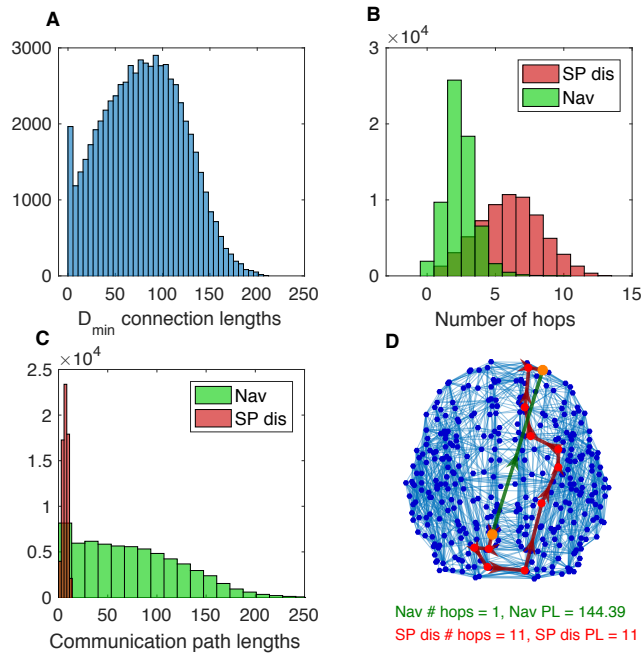 A
3000
2000
1000
0
0 50 100 150 200 250
D_min connection lengths
B
×10^4
3
2
1
0
SP dis
Nav
0 5 10 15
Number of hops
C
×10^4
2.5
2
1.5
1
0.5
0
Nav
SP dis
0 50 100 150 200 250
Communication path lengths
D
Nav # hops = 1, Nav PL = 144.39
SP dis # hops = 11, SP dis PL = 11